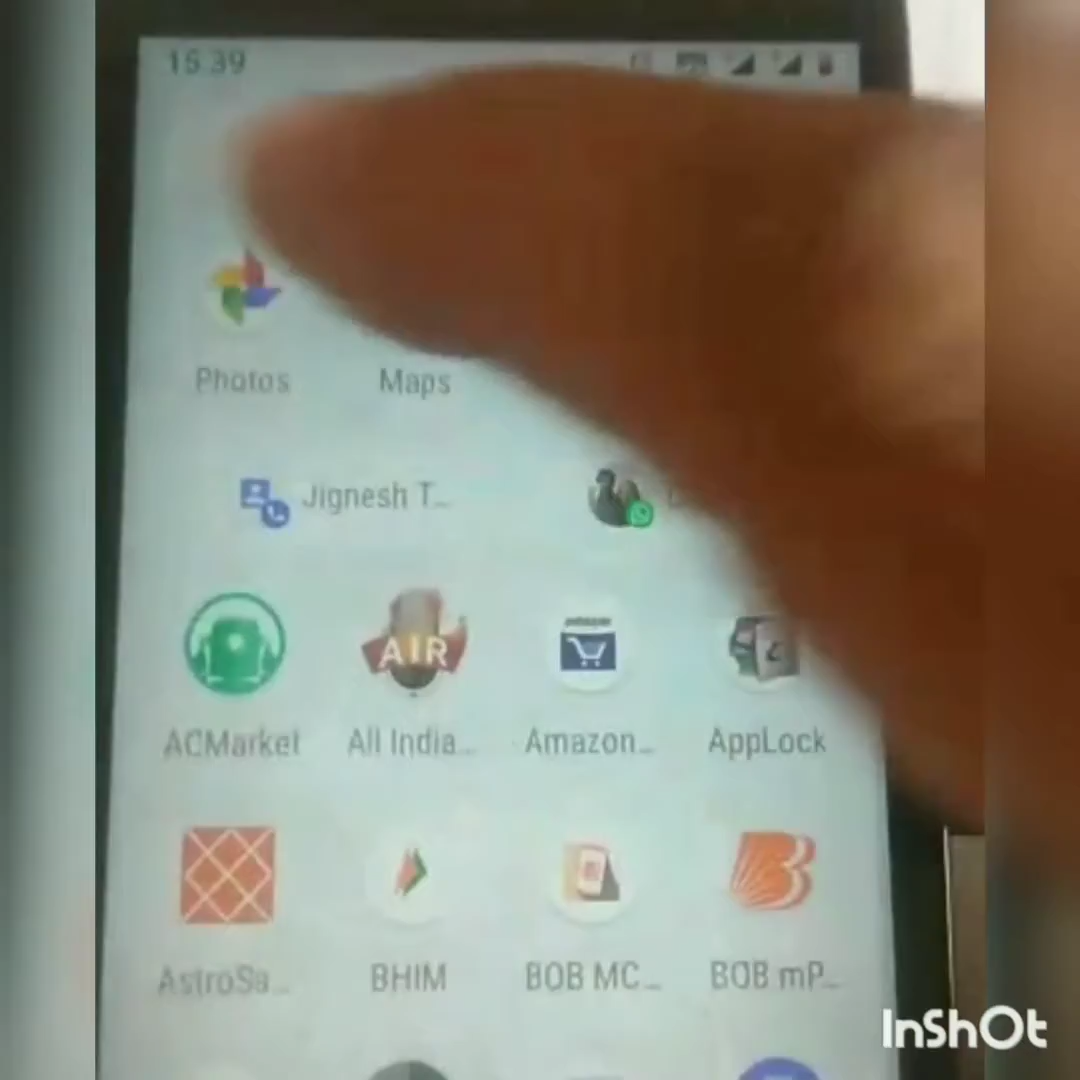 15.39
Photos Maps
Jignesh T...
AIR
ACMarket All India... Amazon... AppLock
AstroSa... BHIM BOB MC... BOB mP...
InShOt